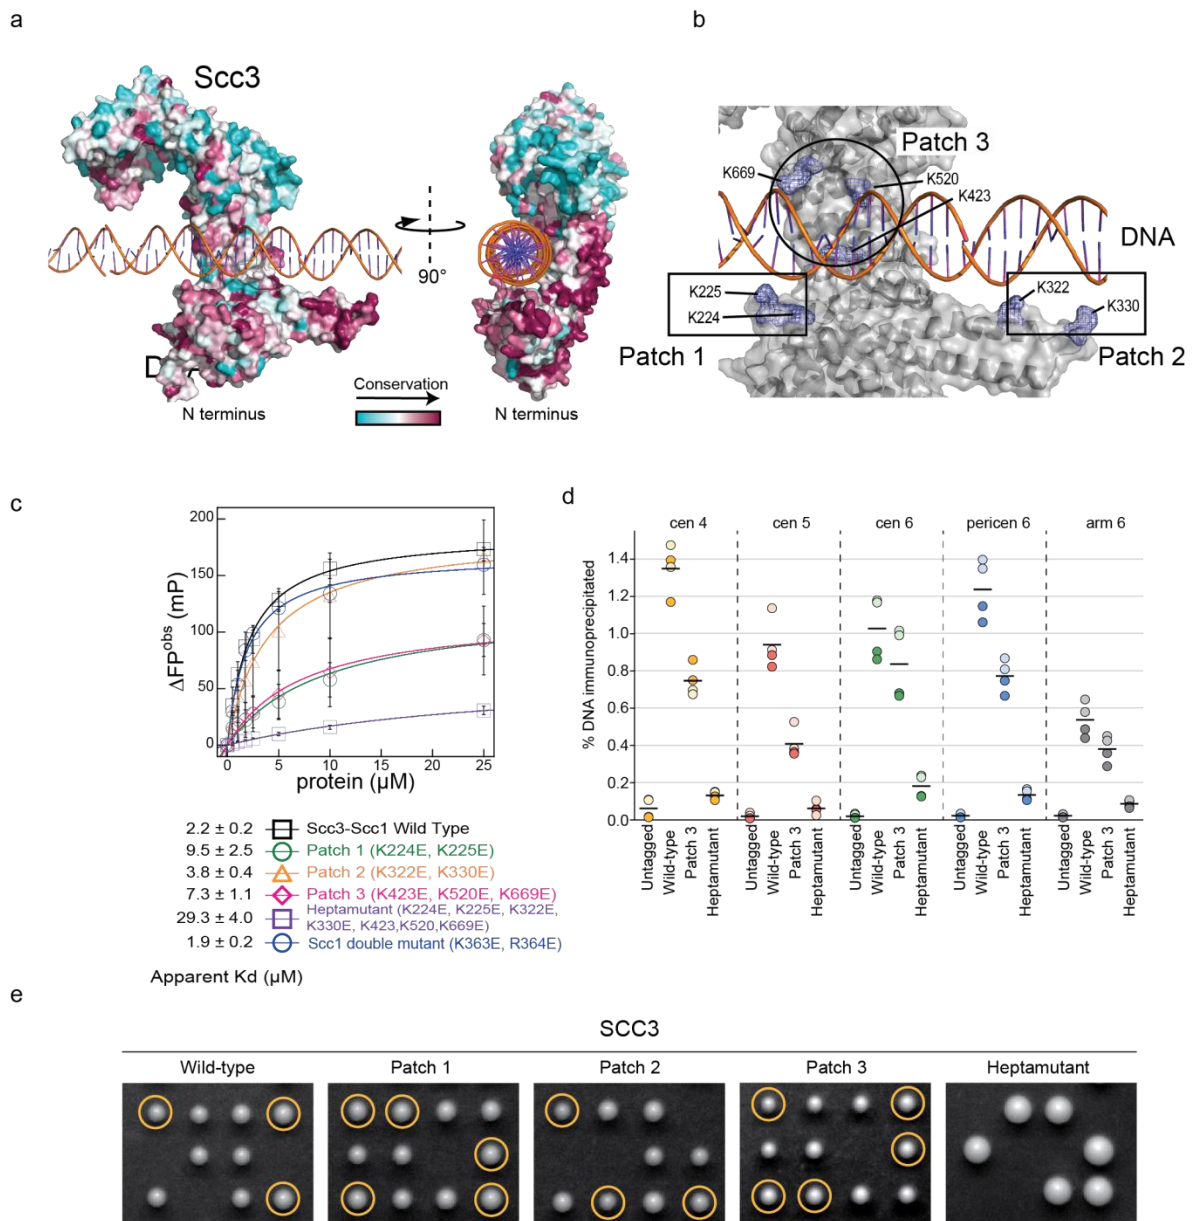 a
Scc3
D
90°
Conservation
N terminus
N terminus
b
Patch 3
K669
K520
K423
DNA
K225
K224
K322
K330
Patch 1
Patch 2
c
ΔFPobs (mP)
150
100
50
0
0 5 10 15 20 25
protein (µM)
2.2 ± 0.2 Scc3-Scc1 Wild Type
9.5 ± 2.5 Patch 1 (K224E, K225E)
3.8 ± 0.4 Patch 2 (K322E, K330E)
7.3 ± 1.1 Patch 3 (K423E, K520E, K669E)
29.3 ± 4.0 Heptamutant (K224E, K225E, K322E,
K330E, K423,K520,K669E)
1.9 ± 0.2 Scc1 double mutant (K363E, R364E)
Apparent Kd (µM)
d
cen 4 cen 5 cen 6 pericen 6 arm 6
% DNA immunoprecipitated
1.4
1.2
1.0
0.8
0.6
0.4
0.2
0.0
Untagged Wild-type Patch 3 Heptamutant Untagged Wild-type Patch 3 Heptamutant Untagged Wild-type Patch 3 Heptamutant Untagged Wild-type Patch 3 Heptamutant Untagged Wild-type Patch 3 Heptamutant
e
SCC3
Wild-type Patch 1 Patch 2 Patch 3 Heptamutant